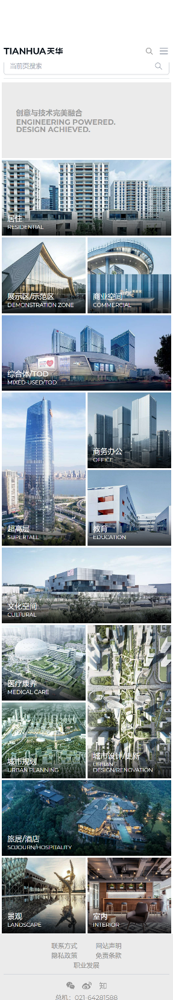 TIANHUA天华
当前页搜索
创意与技术完美融合
ENGINEERING POWERED.
DESIGN ACHIEVED.
居住
RESIDENTIAL
展示区/示范区
DEMONSTRATION ZONE
商业空间
COMMERCIAL
综合体/TOD
MIXED-USED/TOD
超高层
SUPERTALL
商务办公
OFFICE
教育
EDUCATION
文化空间
CULTURAL
医疗康养
MEDICAL CARE
城市规划
URBAN PLANNING
城市设计/更新
URBAN
DESIGN/RENOVATION
旅居/酒店
SOJOURN/HOSPITALITY
景观
LANDSCAPE
室内
INTERIOR
联系方式 网站声明
隐私政策 免责条款
职业发展
知
总机：021-64281588